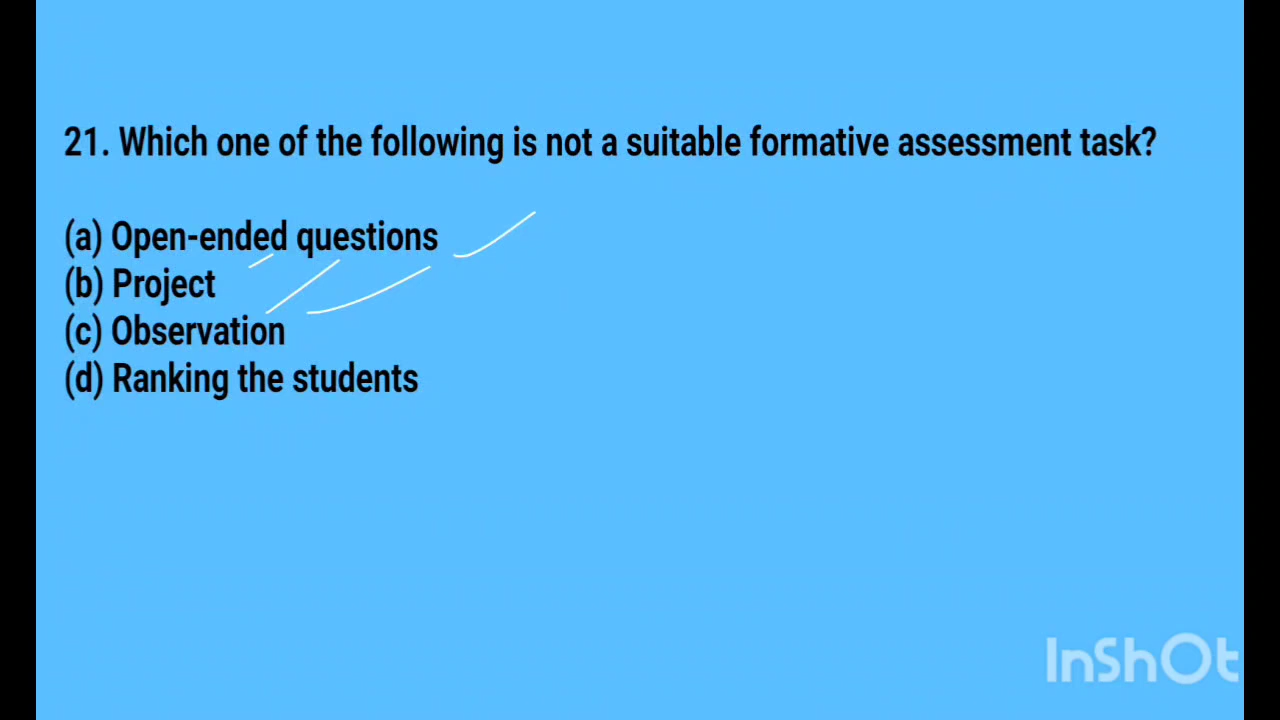 21. Which one of the following is not a suitable formative assessment task?
(a) Open-ended questions
(b) Project
(c) Observation
(d) Ranking the students
InShOt